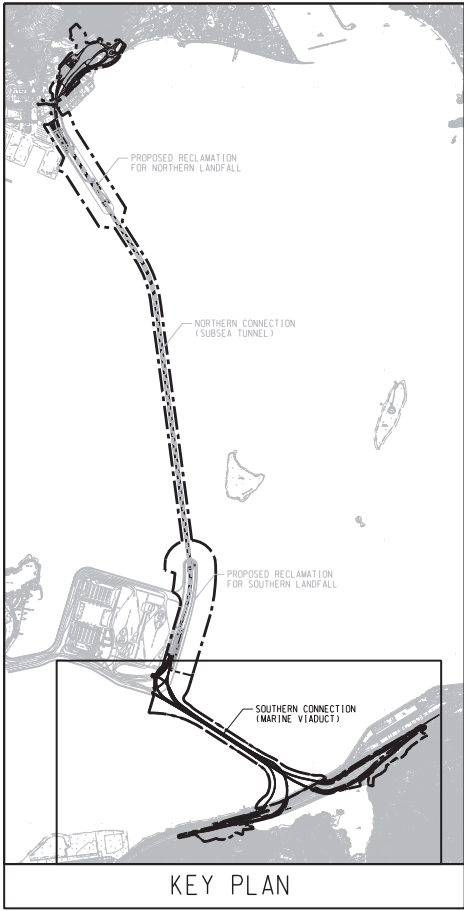 PROPOSED RECLAMATION
FOR NORTHERN LANDFALL
NORTHERN CONNECTION
(SUBSEA TUNNEL)
PROPOSED RECLAMATION
FOR SOUTHERN LANDFALL
SOUTHERN CONNECTION
(MARINE VIADUCT)
KEY PLAN